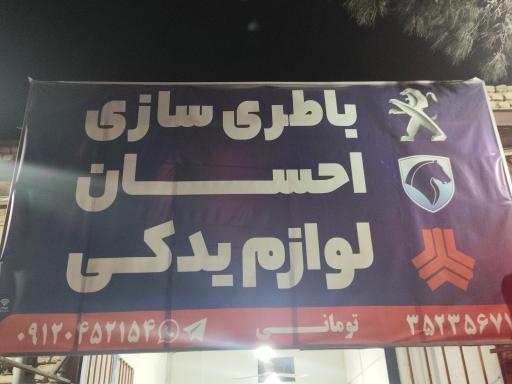 باطری سازی
احسان
لوازم یدکی
۳۵۲۳۵۶۷۱ تومانی ۰۹۱۲۰۴۵۲۱۵۴